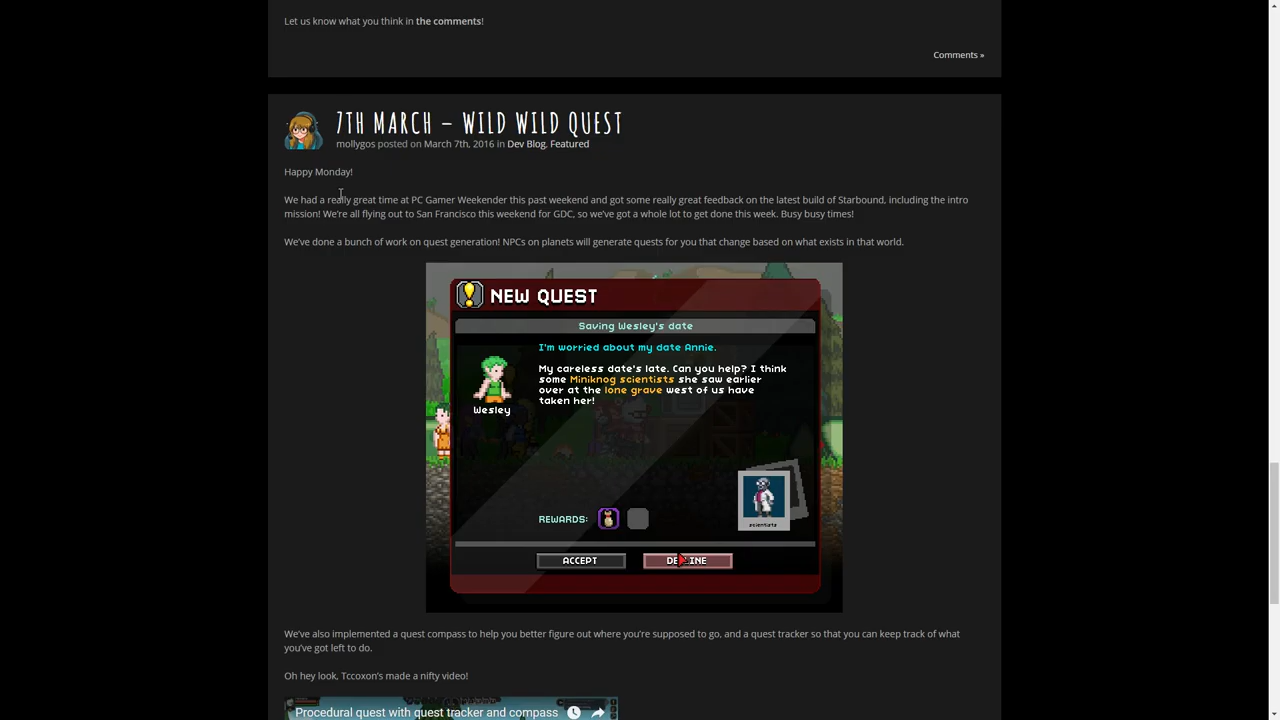 Let us know what you think in the comments!
Comments »
7TH MARCH – WILD WILD QUEST
mollygos posted on March 7th, 2016 in Dev Blog, Featured
Happy Monday!
We had a really great time at PC Gamer Weekender this past weekend and got some really great feedback on the latest build of Starbound, including the intro
mission! We're all flying out to San Francisco this weekend for GDC, so we've got a whole lot to get done this week. Busy busy times!
We've done a bunch of work on quest generation! NPCs on planets will generate quests for you that change based on what exists in that world.
NEW QUEST
Saving Wesley's date
I'm worried about my date Annie.
My careless date's late. Can you help? I think
some Miniknog scientists she saw earlier
over at the lone grave west of us have
taken her!
Wesley
scientists
REWARDS:
ACCEPT
DECLINE
We've also implemented a quest compass to help you better figure out where you're supposed to go, and a quest tracker so that you can keep track of what
you've got left to do.
Oh hey look, Tccoxon's made a nifty video!
Procedural quest with quest tracker and compass